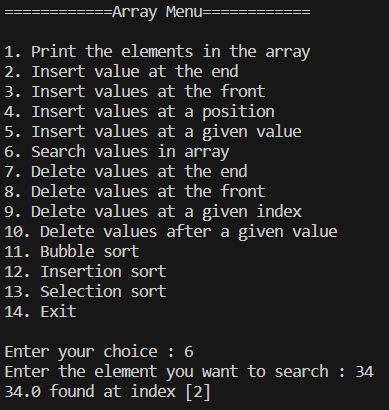 ============Array Menu============
1. Print the elements in the array
2. Insert value at the end
3. Insert values at the front
4. Insert values at a position
5. Insert values at a given value
6. Search values in array
7. Delete values at the end
8. Delete values at the front
9. Delete values at a given index
10. Delete values after a given value
11. Bubble sort
12. Insertion sort
13. Selection sort
14. Exit
Enter your choice : 6
Enter the element you want to search : 34
34.0 found at index [2]